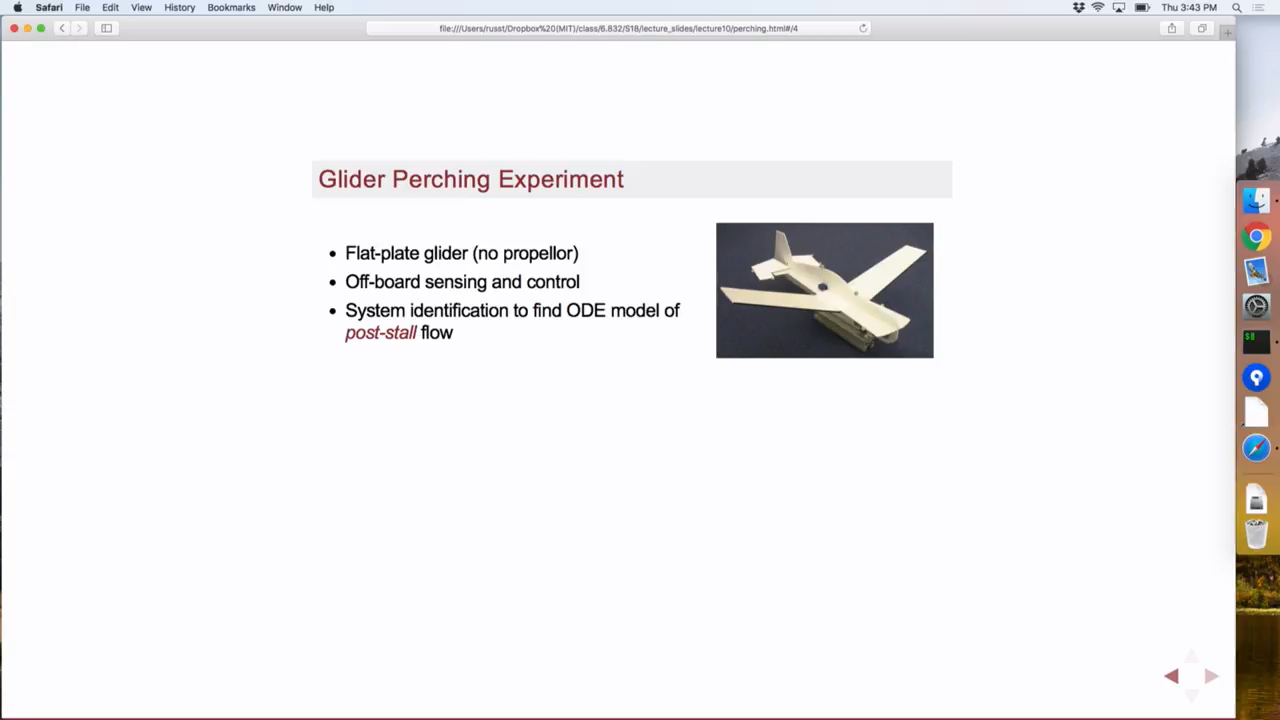 Safari File Edit View History Bookmarks Window Help Thu 3:43 PM
file:///Users/russt/Dropbox%20(MIT)/class/6.832/S18/lecture_slides/lecture10/perching.html#/4
Glider Perching Experiment
• Flat-plate glider (no propellor)
• Off-board sensing and control
• System identification to find ODE model of
post-stall flow